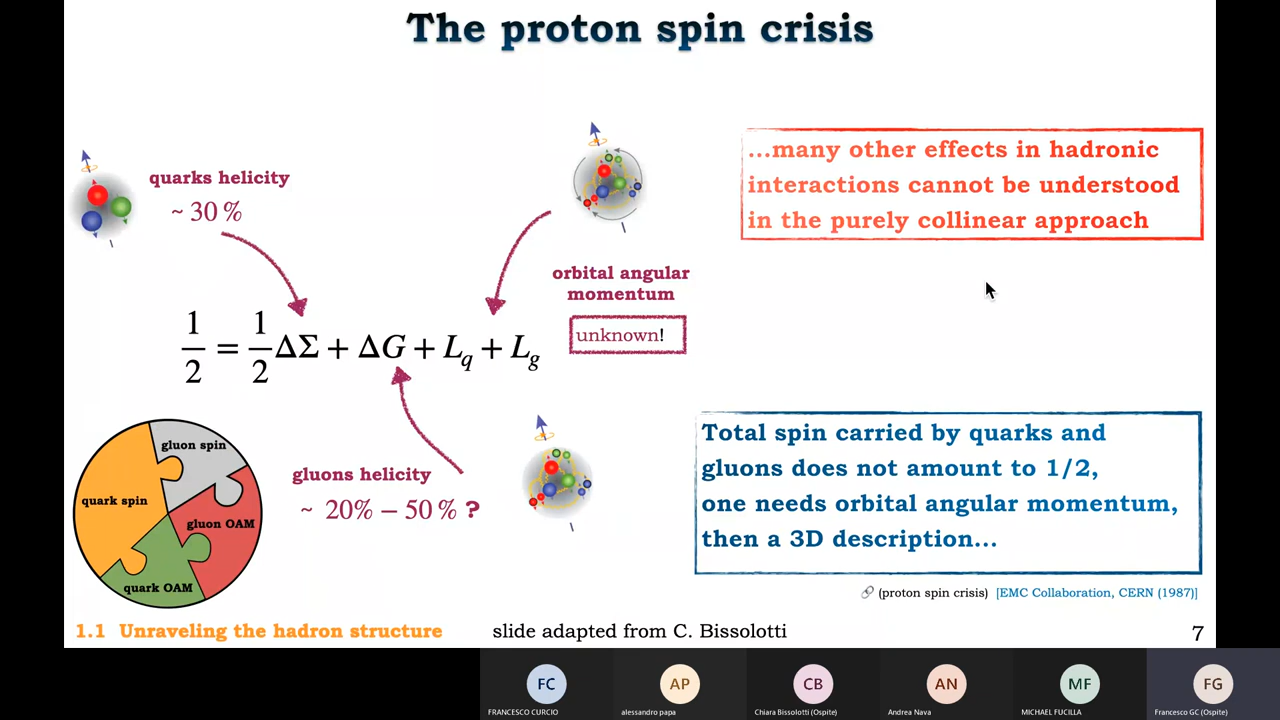 The proton spin crisis
quarks helicity
~ 30 %
...many other effects in hadronic
interactions cannot be understood
in the purely collinear approach
orbital angular
momentum
unknown!
1/2 = 1/2 ΔΣ + ΔG + L_q + L_g
gluons helicity
~ 20% – 50 % ?
gluon spin
quark spin
gluon OAM
quark OAM
Total spin carried by quarks and
gluons does not amount to 1/2,
one needs orbital angular momentum,
then a 3D description...
(proton spin crisis) [EMC Collaboration, CERN (1987)]
1.1 Unraveling the hadron structure
slide adapted from C. Bissolotti
7
FC
AP
CB
AN
MF
FG
FRANCESCO CURCIO
alessandro papa
Chiara Bissolotti (Ospite)
Andrea Nava
MICHAEL FUCILLA
Francesco GC (Ospite)